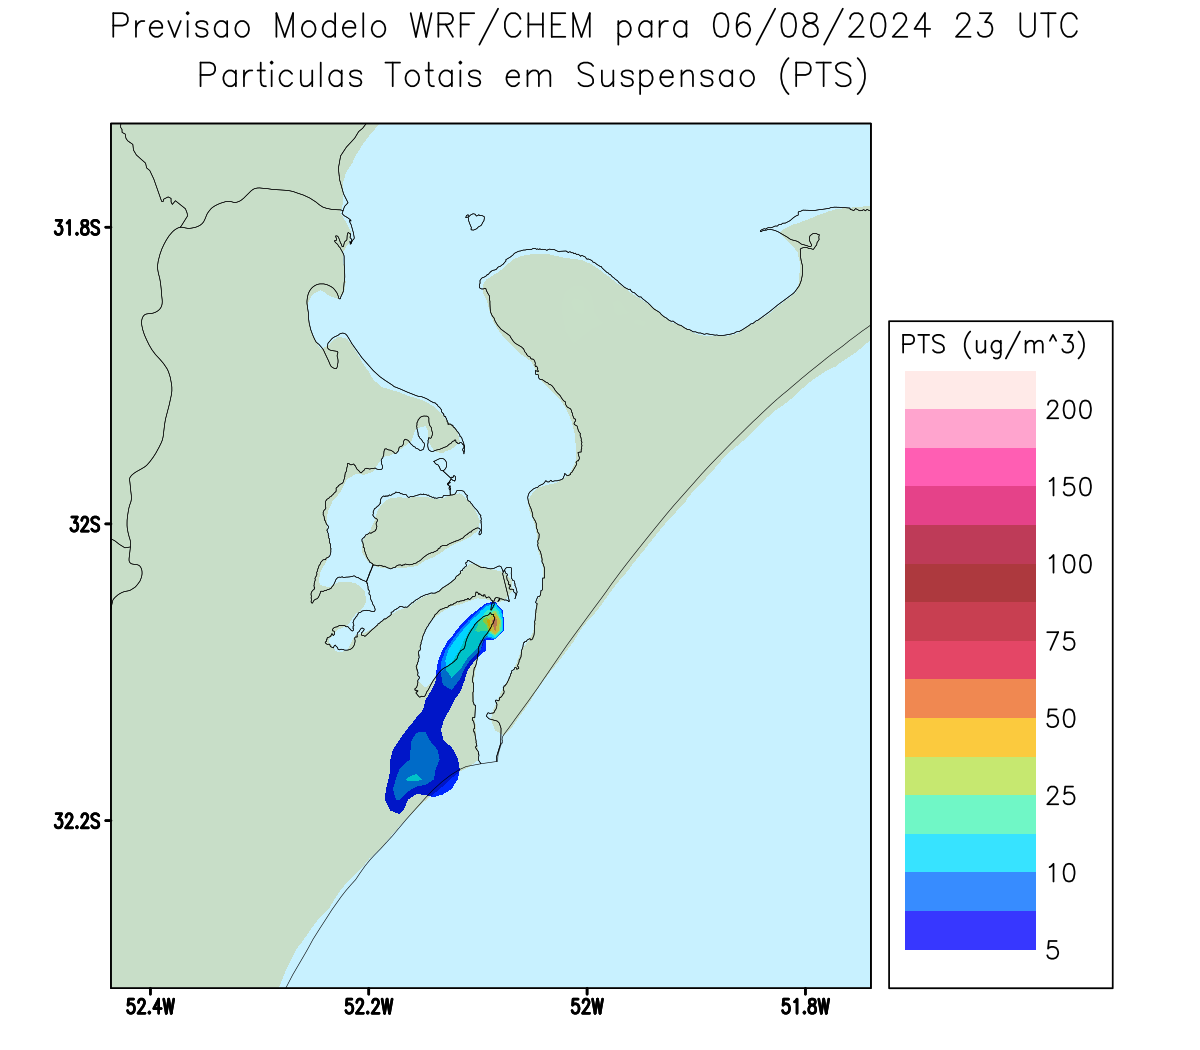 Previsao Modelo WRF/CHEM para 06/08/2024 23 UTC
Particulas Totais em Suspensao (PTS)
31.8S
32S
32.2S
52.4W
52.2W
52W
51.8W
PTS (ug/m^3)
200
150
100
75
50
25
10
5